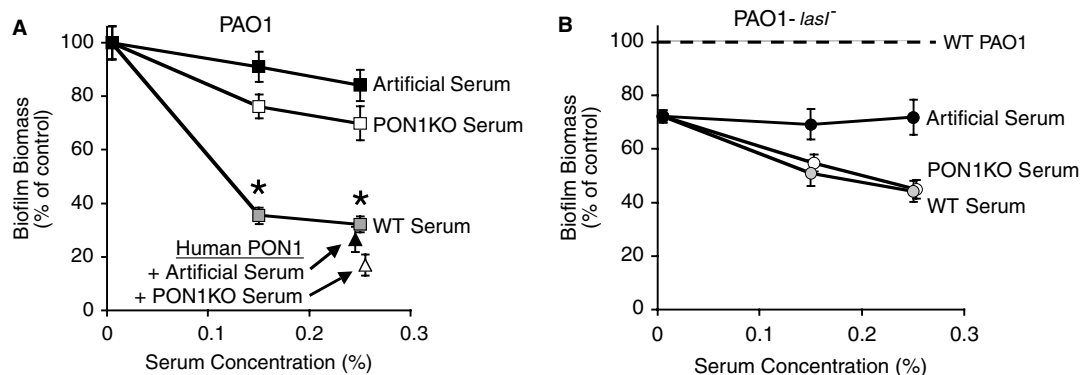 A
PAO1
Biofilm Biomass
(% of control)
100
80
60
40
20
0
0
0.1
0.2
0.3
Serum Concentration (%)
Artificial Serum
PON1KO Serum
*
*
WT Serum
Human PON1
+ Artificial Serum
+ PON1KO Serum
B
PAO1- lasI-
Biofilm Biomass
(% of control)
100
80
60
40
20
0
0
0.1
0.2
0.3
Serum Concentration (%)
WT PAO1
Artificial Serum
PON1KO Serum
WT Serum